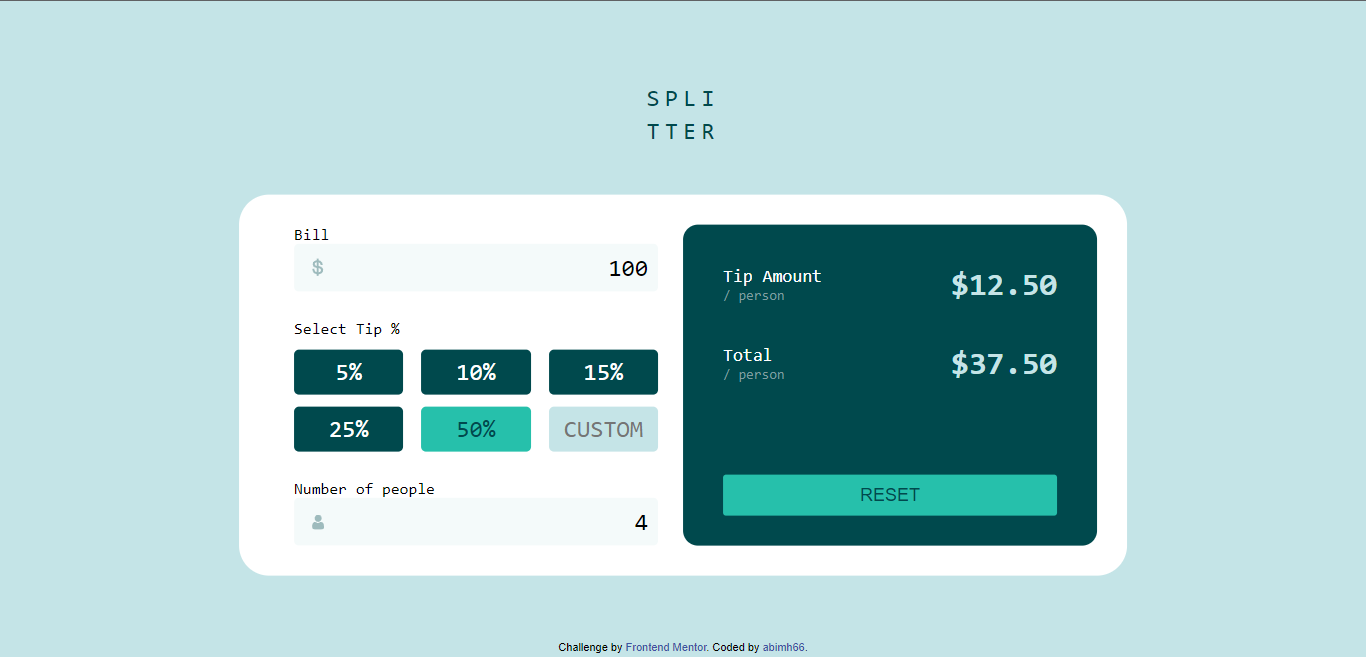 SPLI
TTER
Bill
$
100
Select Tip %
5% 10% 15%
25% 50% CUSTOM
Number of people
4
Tip Amount
/ person
$12.50
Total
/ person
$37.50
RESET
Challenge by Frontend Mentor. Coded by abimh66.